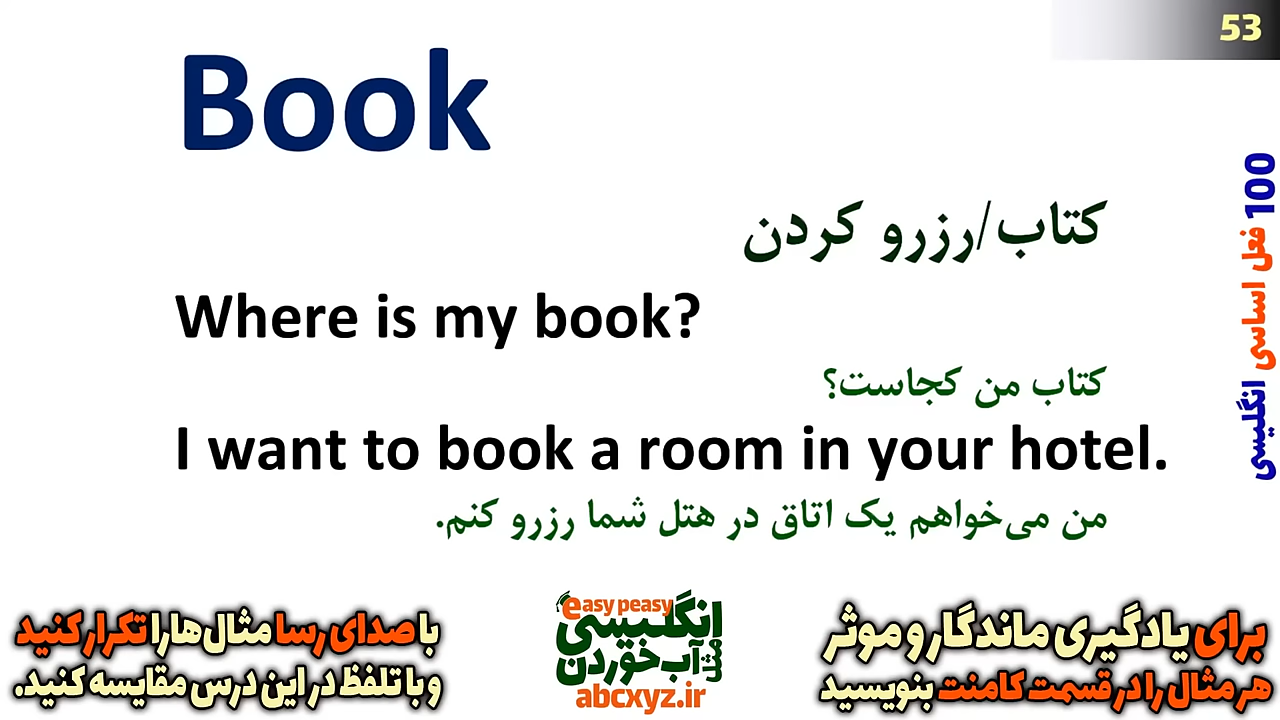 53
Book
کتاب/رزرو کردن
Where is my book?
کتاب من کجاست؟
I want to book a room in your hotel.
من می‌خواهم یک اتاق در هتل شما رزرو کنم.
100 فعل اساسی انگلیسی
برای یادگیری ماندگار و موثر
هر مثال را در قسمت کامنت بنویسید
easy peasy
انگلیسی
مثل آب خوردن
abcxyz.ir
با صدای رسا مثال‌ها را تکرار کنید
و با تلفظ در این درس مقایسه کنید.